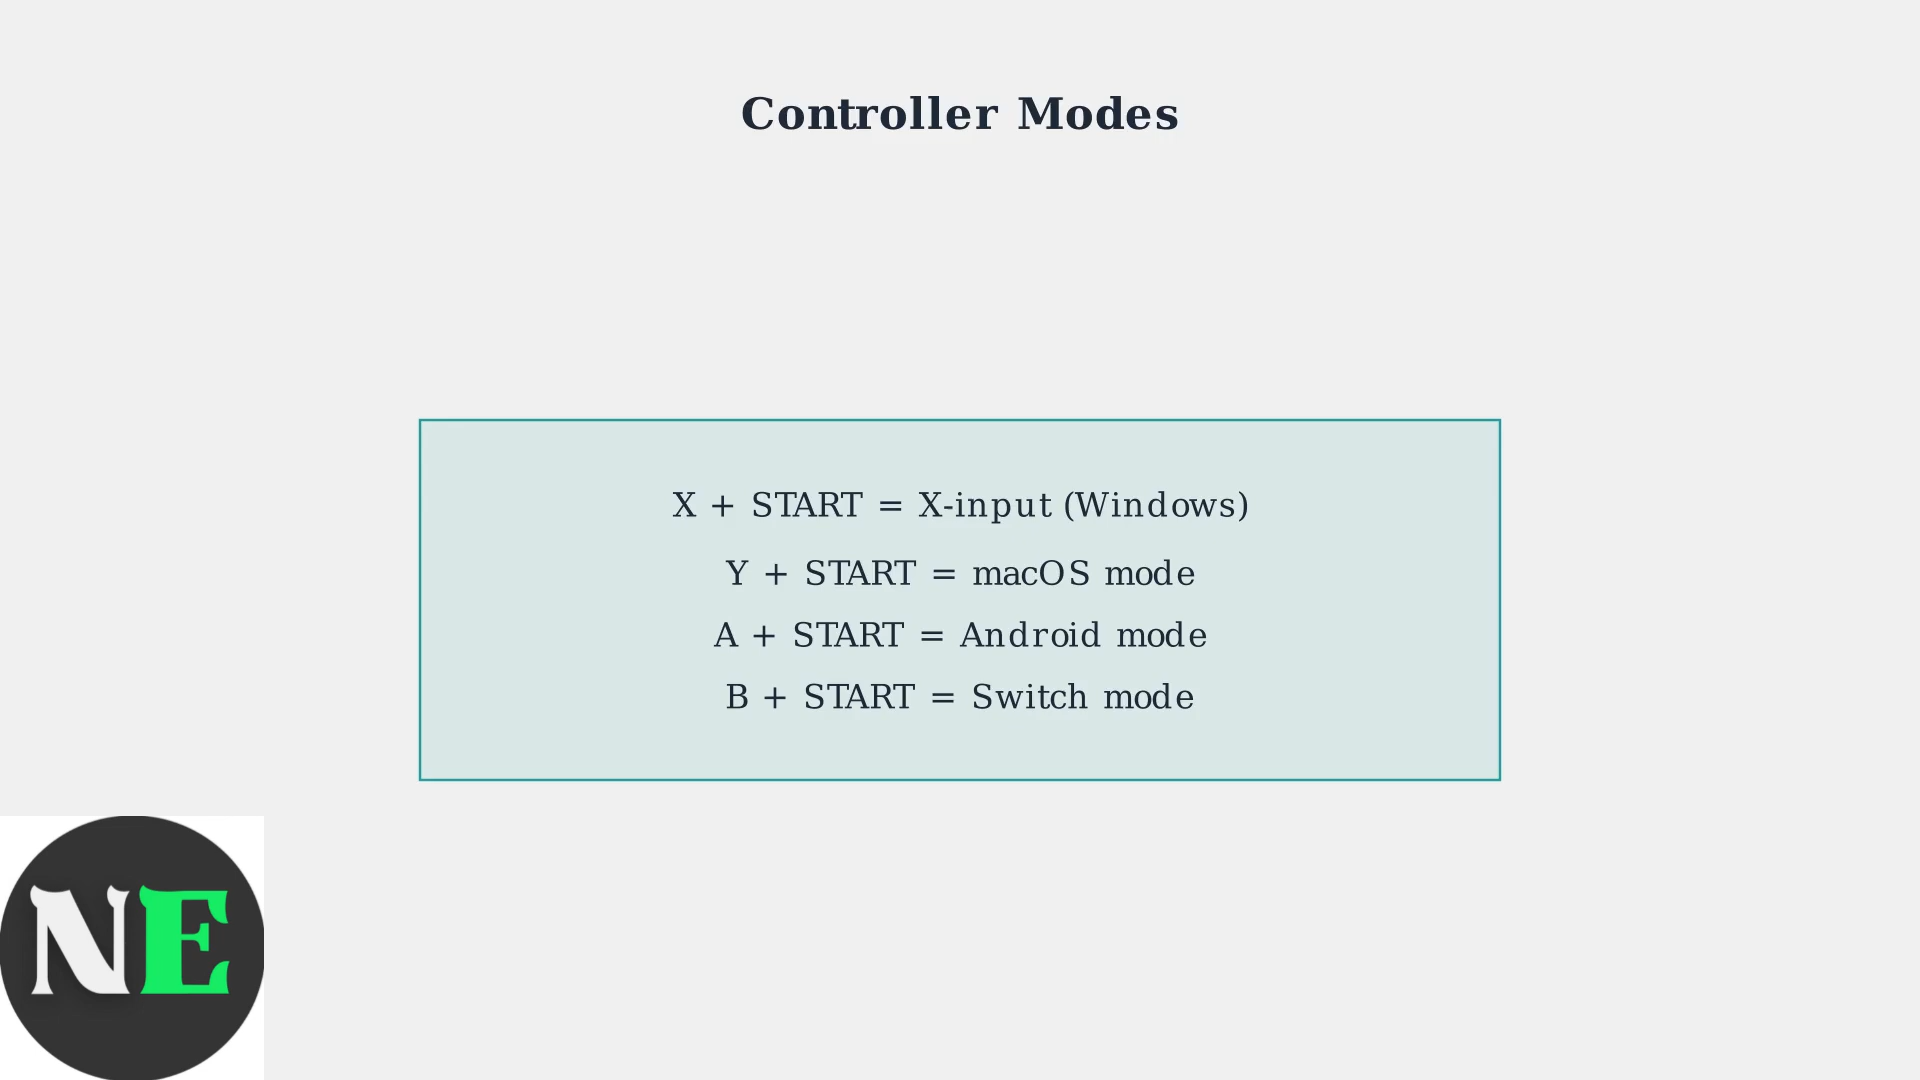 Controller Modes
X + START = X-input (Windows)
Y + START = macOS mode
A + START = Android mode
B + START = Switch mode
NE